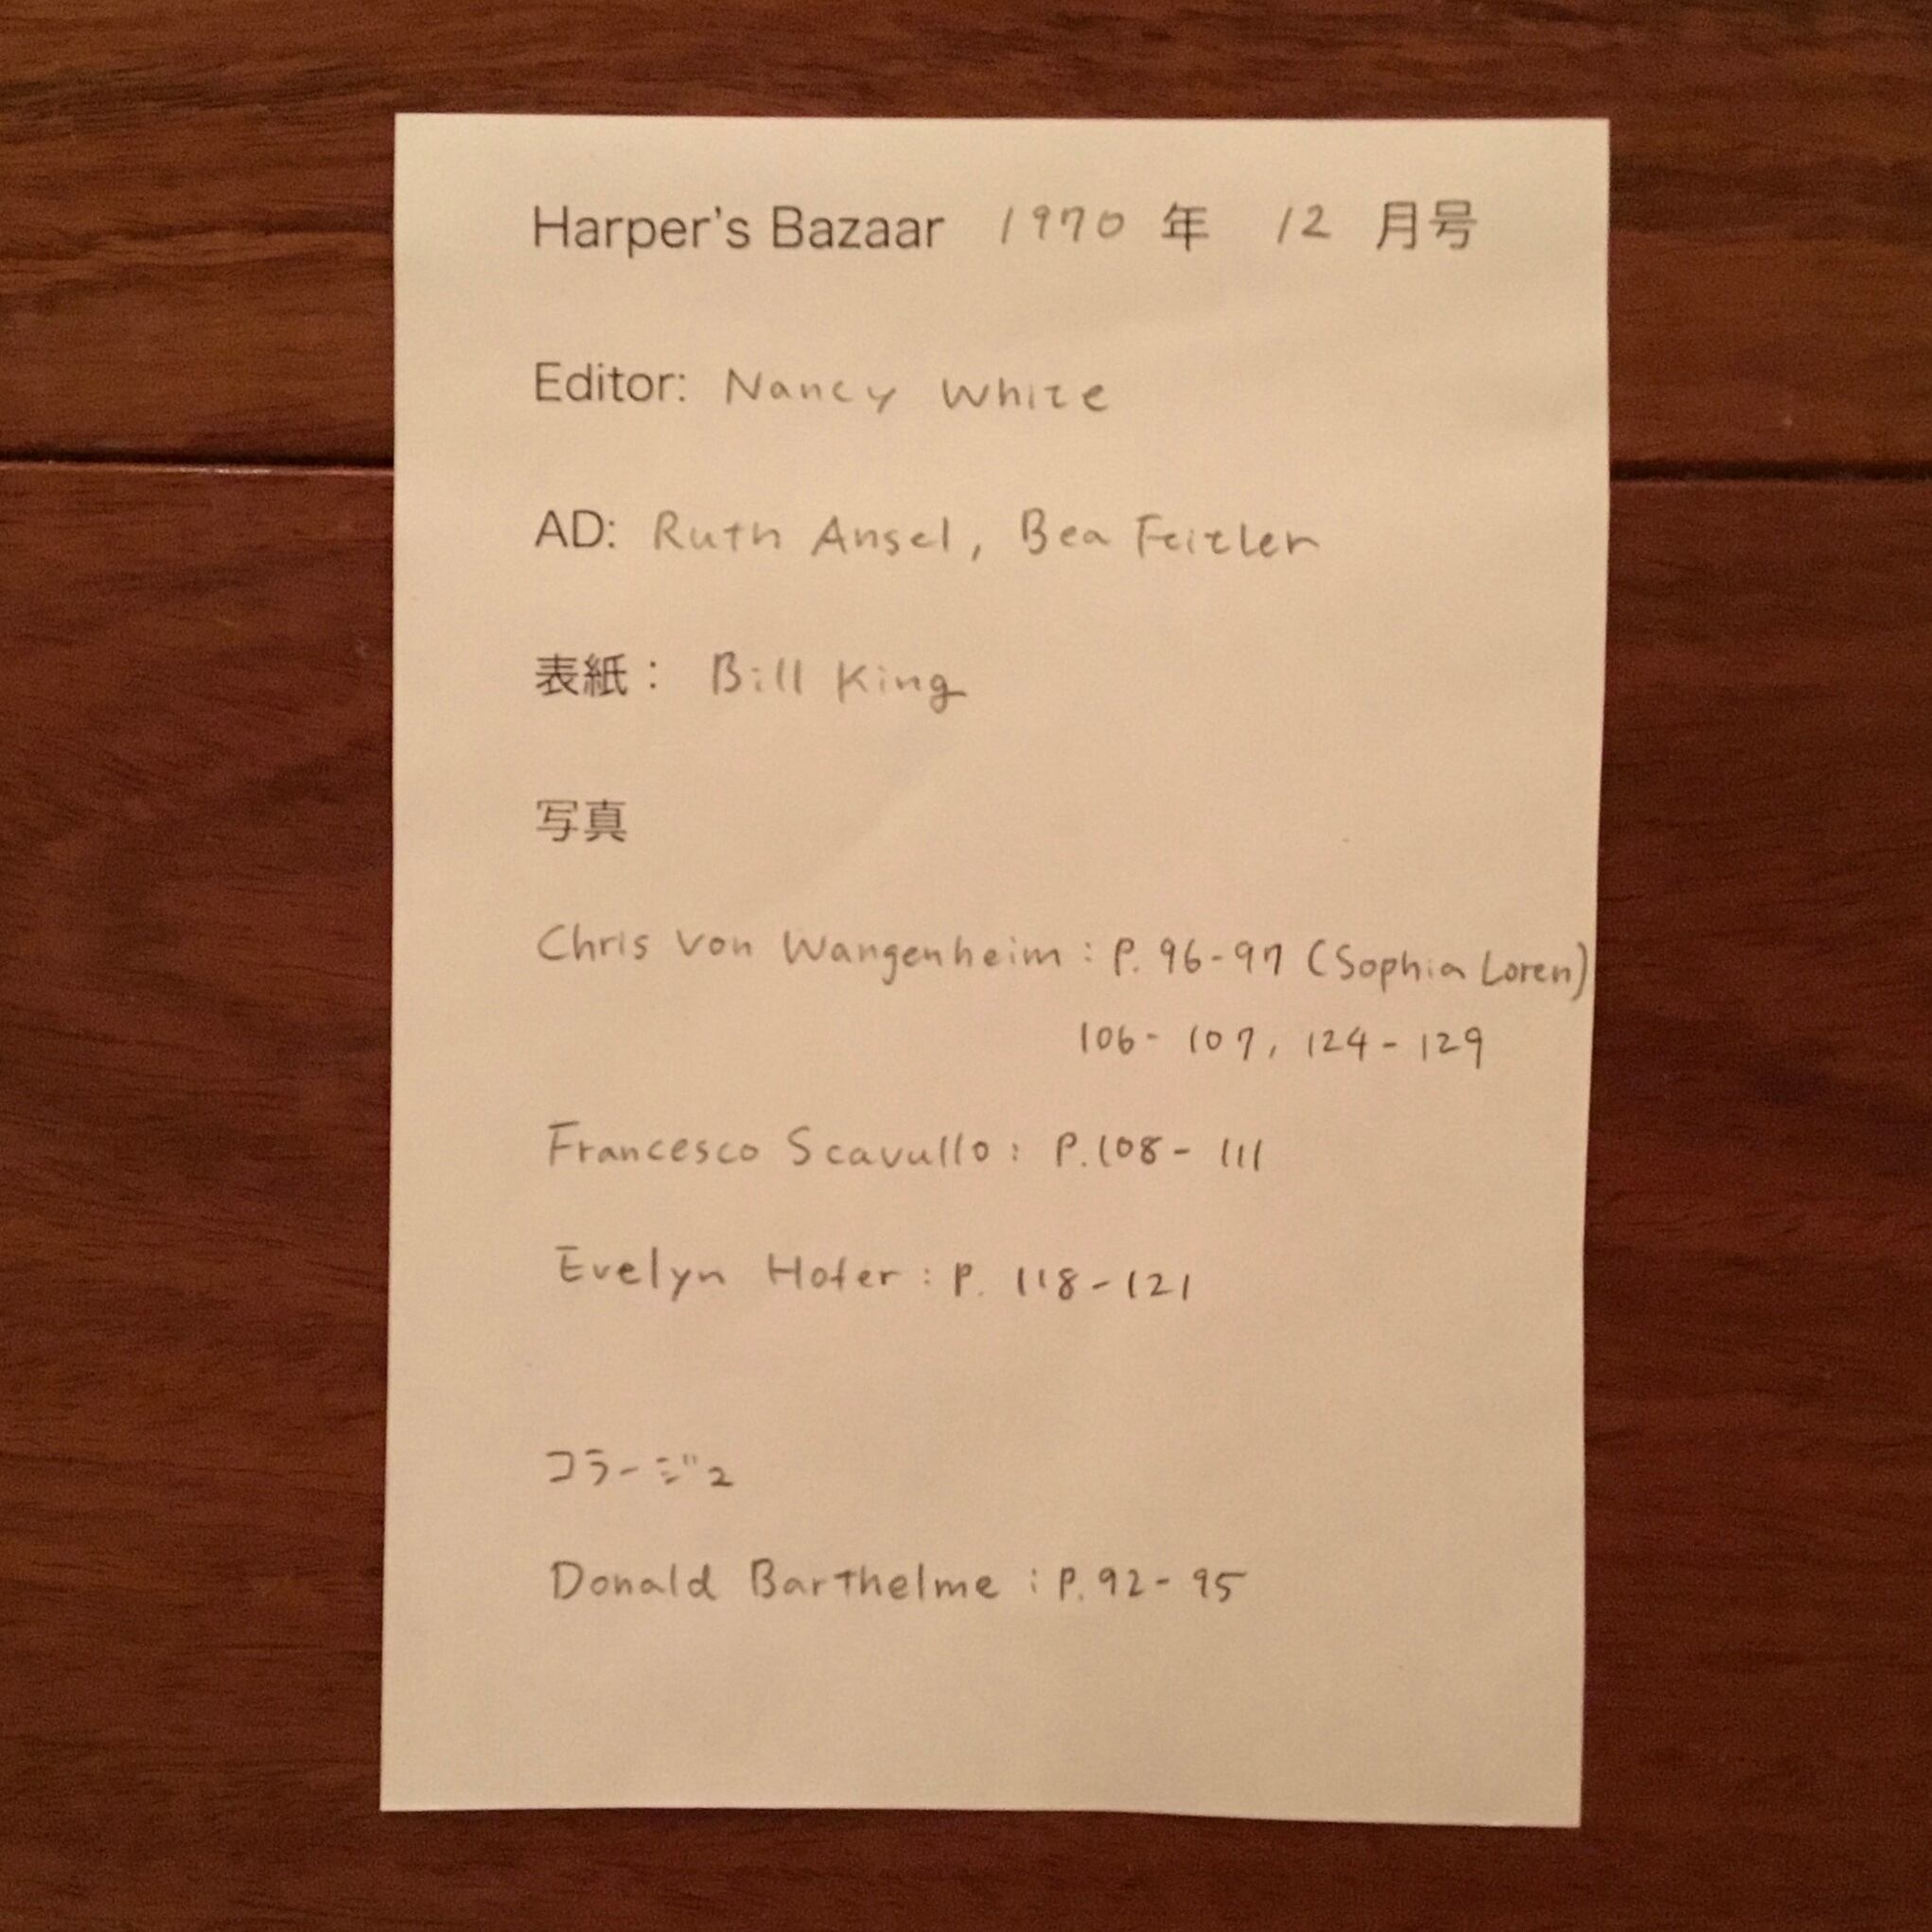 Harper's Bazaar 1970 年 12 月号
Editor: Nancy White
AD: Ruth Ansel, Bea Feitler
表紙： Bill King
写真
Chris von Wangenheim : P. 96-97 (Sophia Loren)
106- 107, 124- 129
Francesco Scavullo : P.108- 111
Evelyn Hofer : P. 118-121
コラージュ
Donald Barthelme : P.92- 95